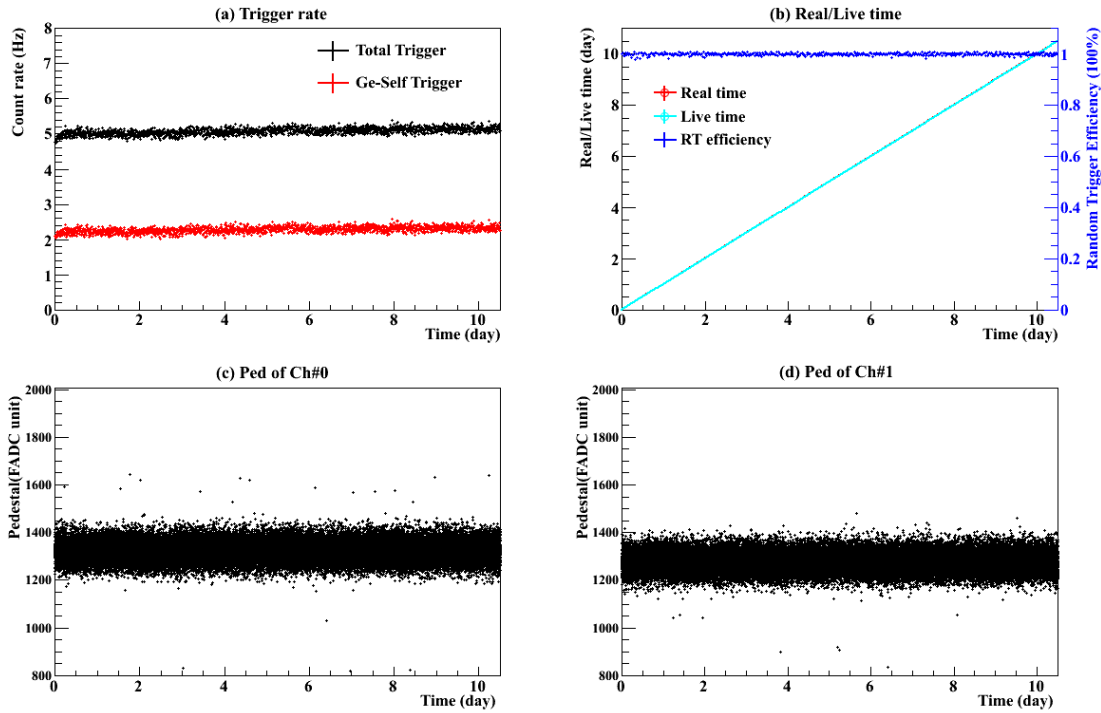 (a) Trigger rate
Count rate (Hz)
8
7
6
5
4
3
2
1
0
Total Trigger
Ge-Self Trigger
0 2 4 6 8 10
Time (day)
(b) Real/Live time
Real/Live time (day)
10
8
6
4
2
0
Real time
Live time
RT efficiency
1
0.8
0.6
0.4
0.2
0
Random Trigger Efficiency (100%)
0 2 4 6 8 10
Time (day)
(c) Ped of Ch#0
Pedestal(FADC unit)
2000
1800
1600
1400
1200
1000
800
0 2 4 6 8 10
Time (day)
(d) Ped of Ch#1
Pedestal(FADC unit)
2000
1800
1600
1400
1200
1000
800
0 2 4 6 8 10
Time (day)